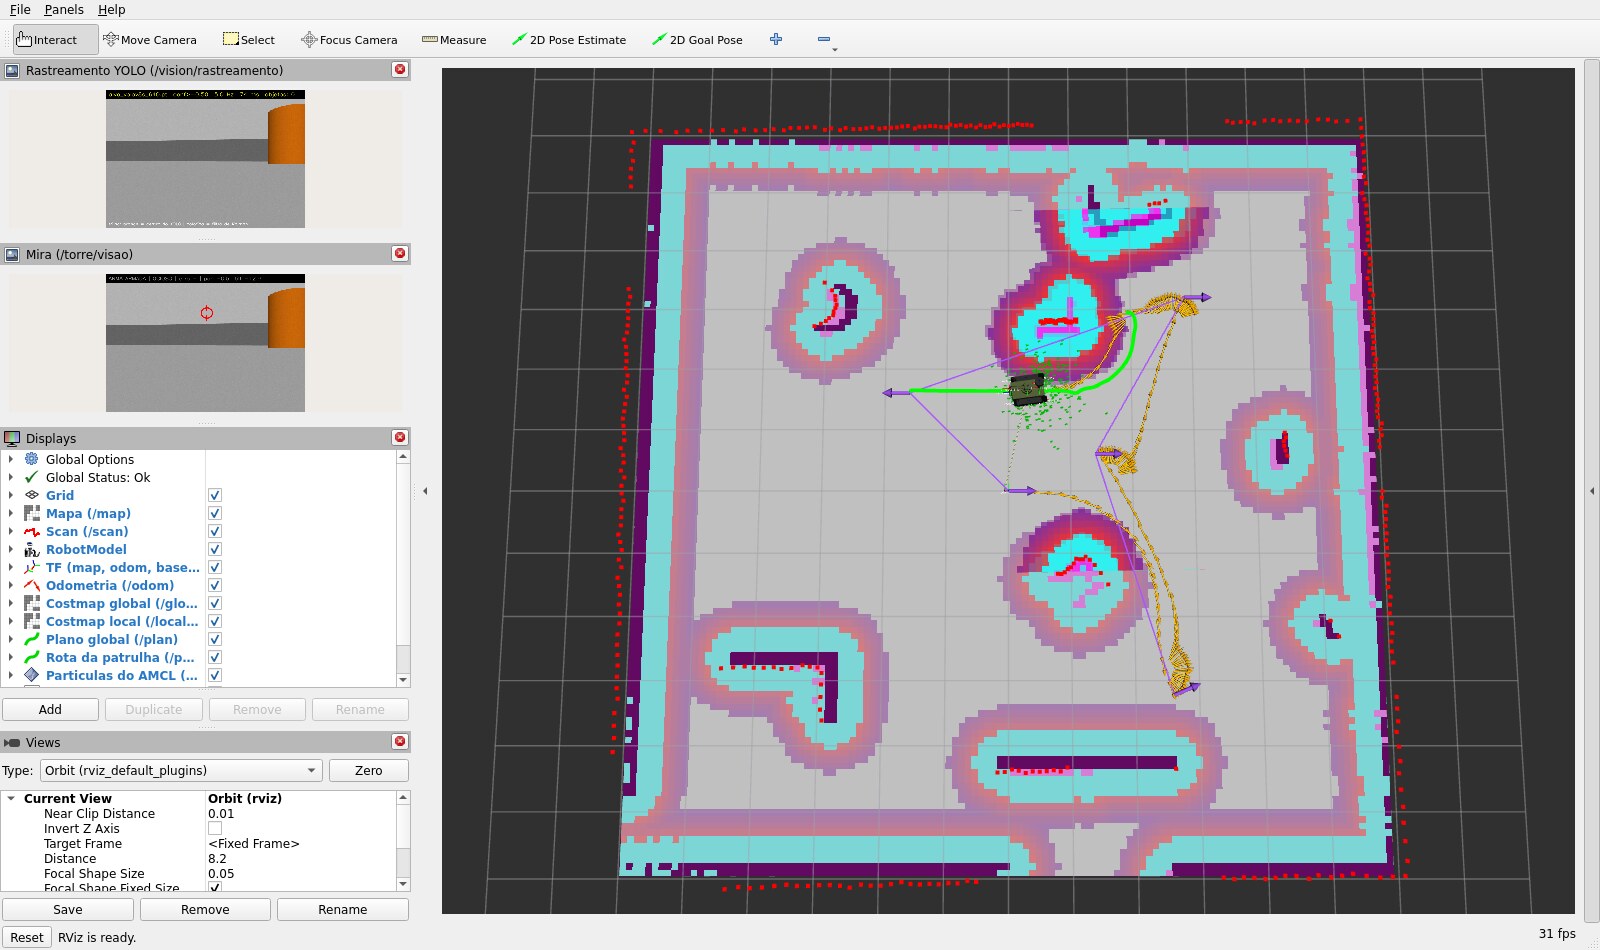 File Panels Help
Interact Move Camera Select Focus Camera Measure 2D Pose Estimate 2D Goal Pose
Rastreamento YOLO (/vision/rastreamento)
Mira (/torre/visao)
Displays
Global Options
Global Status: Ok
Grid
Mapa (/map)
Scan (/scan)
RobotModel
TF (map, odom, base...
Odometria (/odom)
Costmap global (/glo...
Costmap local (/local...
Plano global (/plan)
Rota da patrulha (/p...
Particulas do AMCL (...
Add Duplicate Remove Rename
Views
Type: Orbit (rviz_default_plugins) Zero
Current View Orbit (rviz)
Near Clip Distance 0.01
Invert Z Axis
Target Frame <Fixed Frame>
Distance 8.2
Focal Shape Size 0.05
Focal Shape Fixed Size
Save Remove Rename
Reset RViz is ready. 31 fps